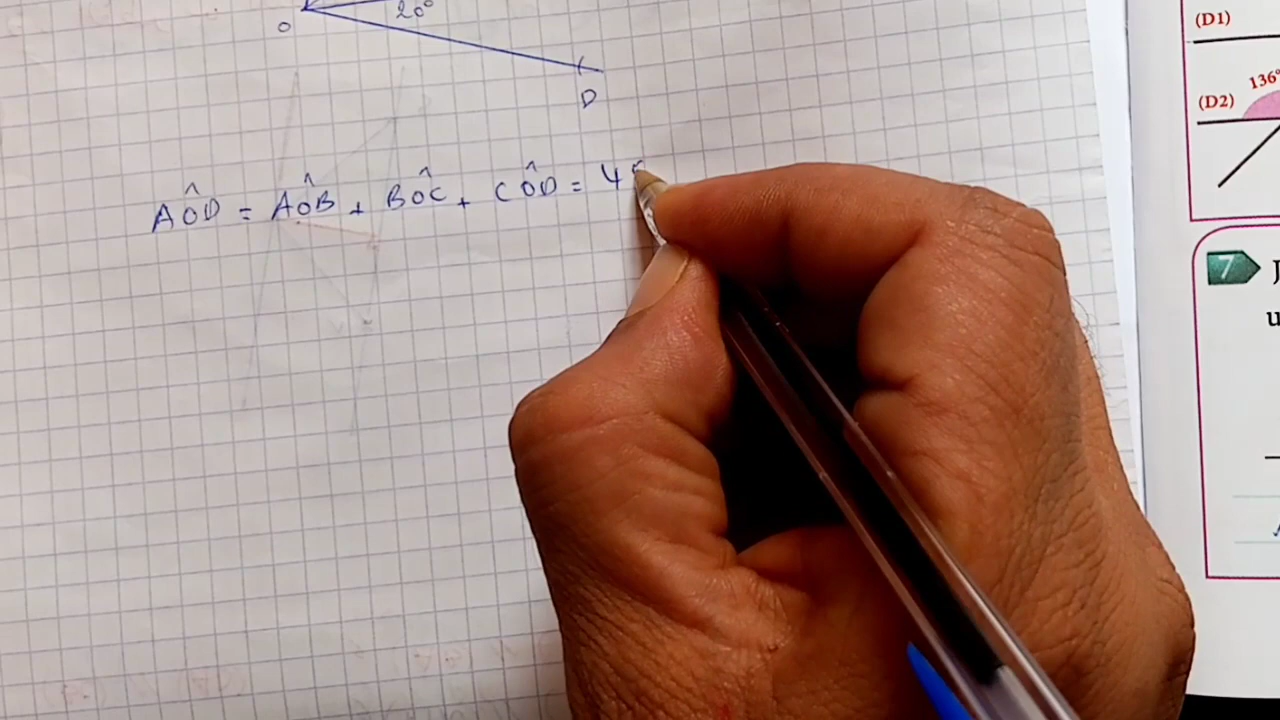 O 20°
D
AÔD = AÔB + BÔC + CÔD = 4
(D1)
136°
(D2)
7